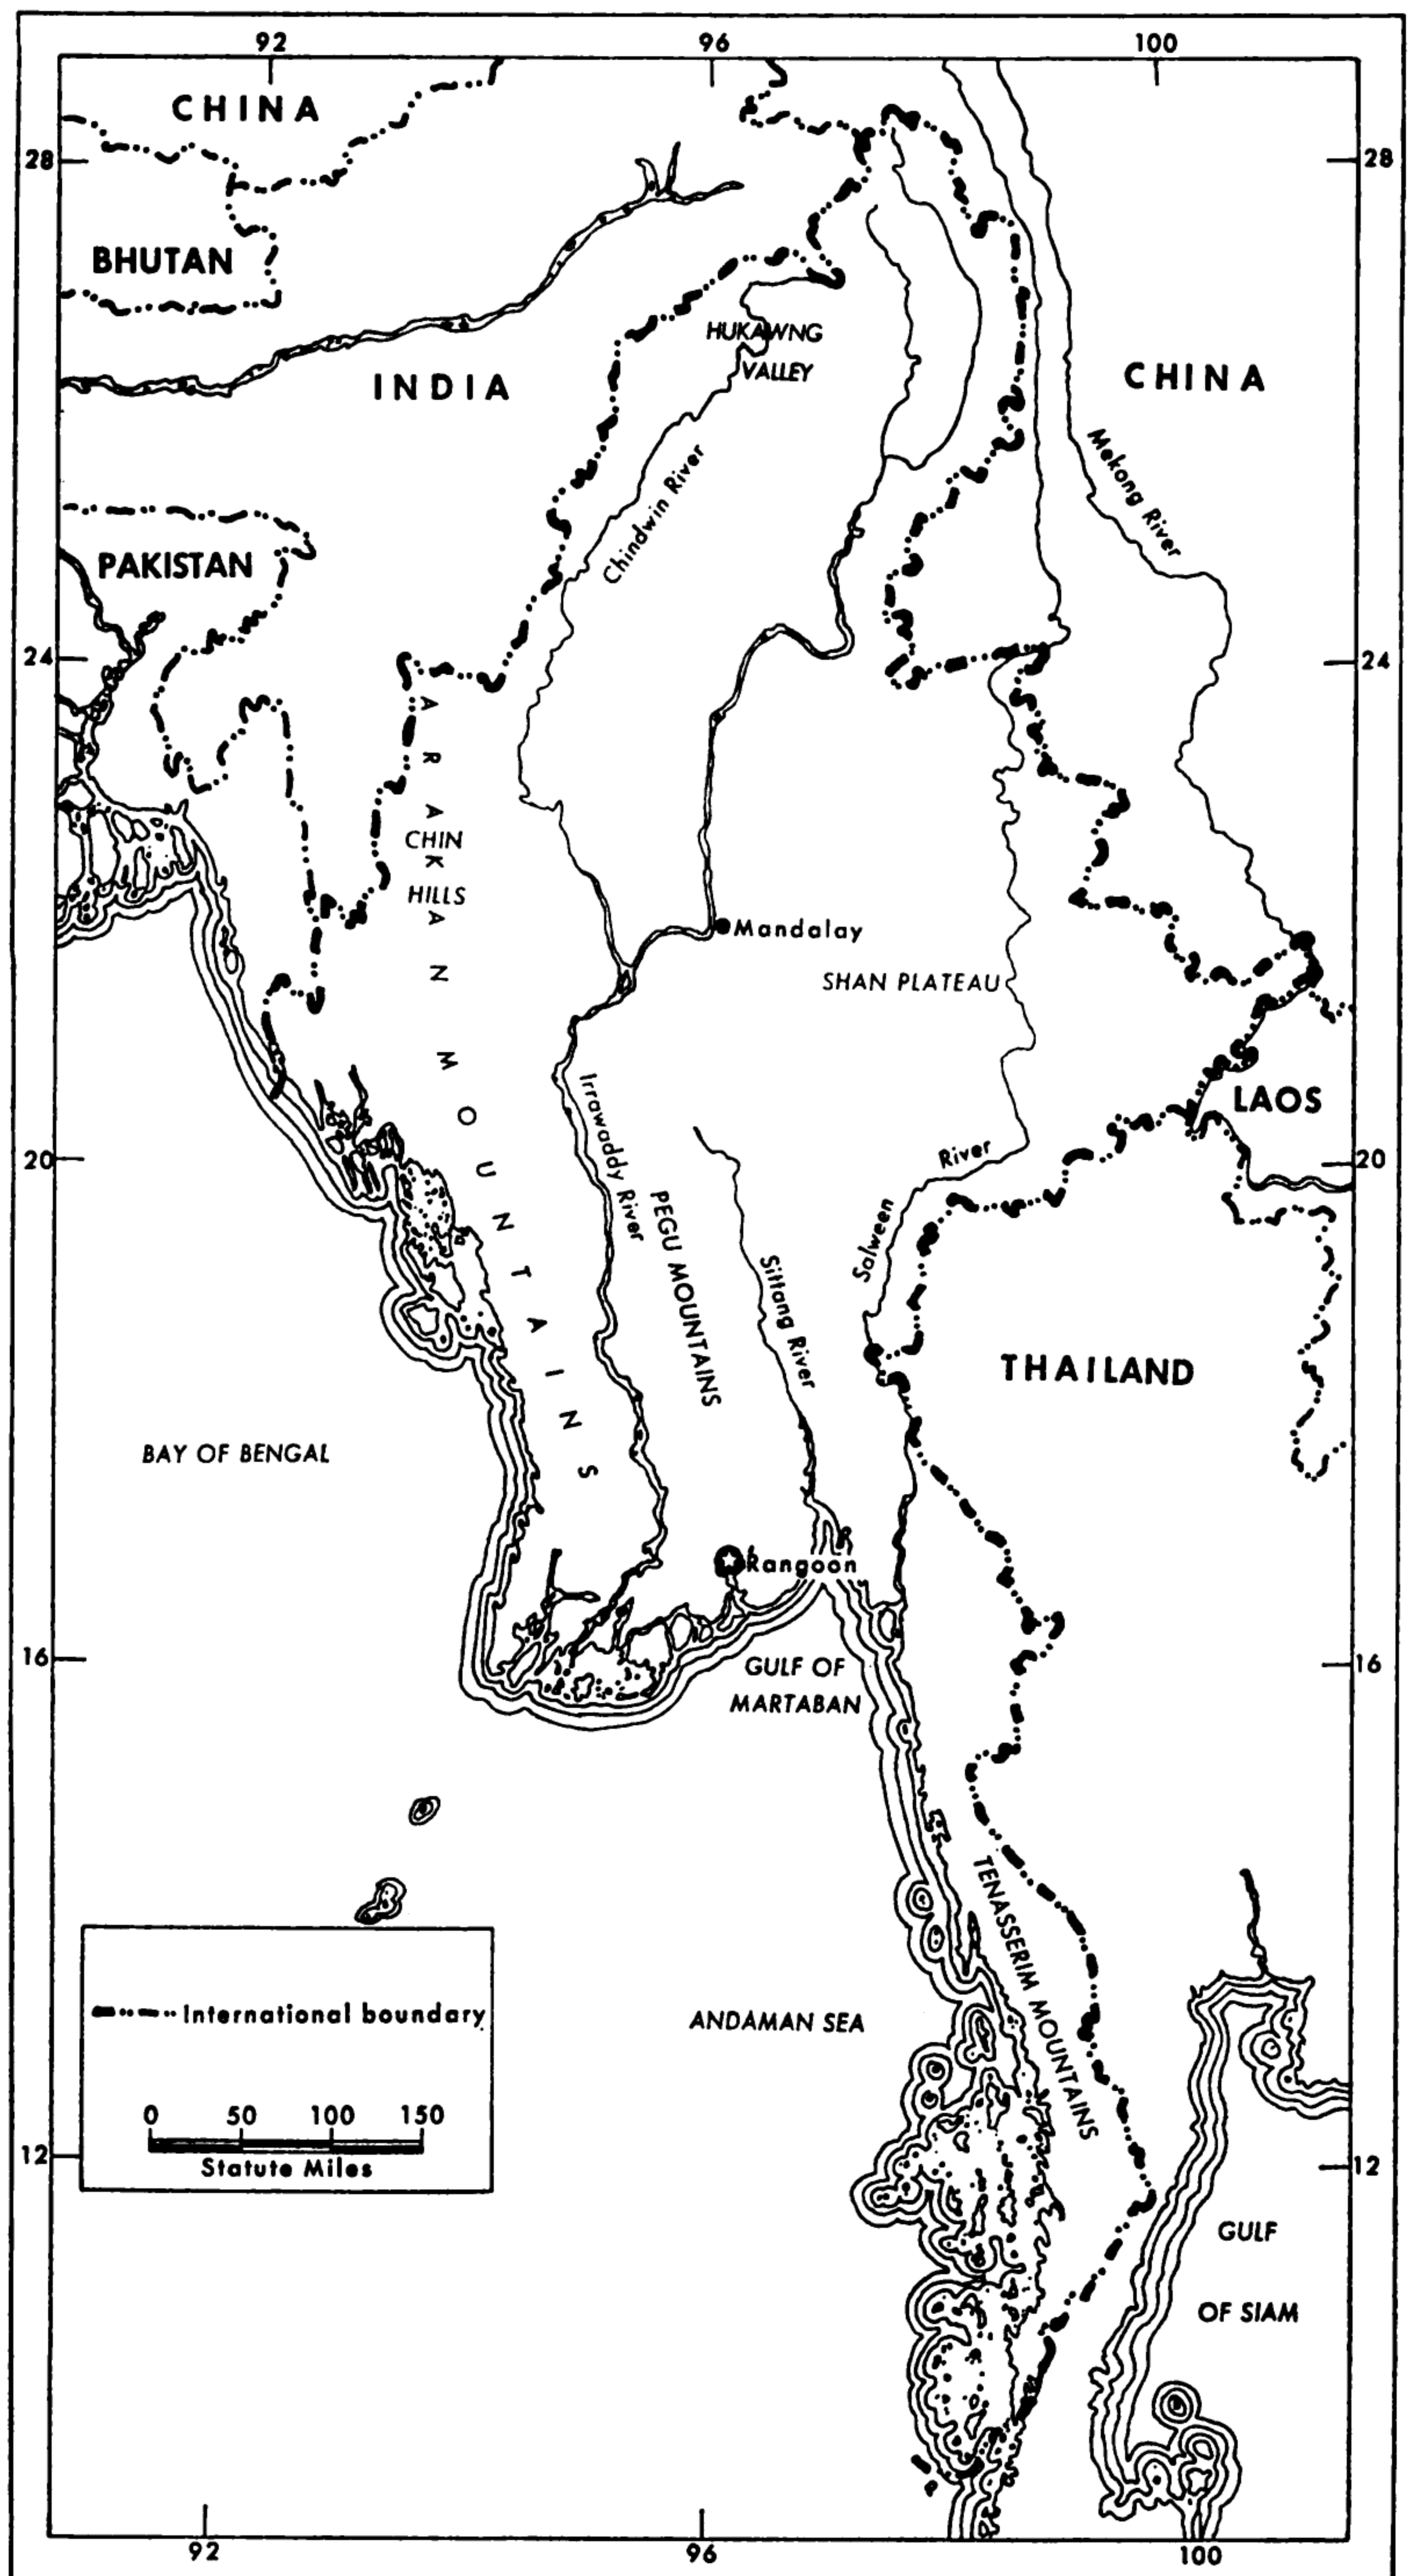 92 96 100
CHINA
28 28
BHUTAN
HUKAWNG
VALLEY
INDIA
CHINA
Mekong River
Chindwin River
PAKISTAN
24 24
ARAKAN MOUNTAINS
CHIN
HILLS
Mandalay
SHAN PLATEAU
Irrawaddy River
LAOS
20 20
Salween River
PEGU MOUNTAINS
Sittang River
THAILAND
BAY OF BENGAL
Rangoon
16 16
GULF OF
MARTABAN
TENASSERIM MOUNTAINS
ANDAMAN SEA
International boundary
0 50 100 150
Statute Miles
12 12
GULF
OF SIAM
92 96 100